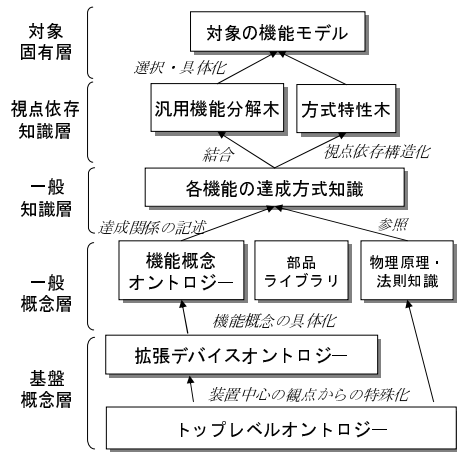 対象
固有層
対象の機能モデル
選択・具体化
視点依存
知識層
汎用機能分解木
方式特性木
結合
視点依存構造化
一般
知識層
各機能の達成方式知識
達成関係の記述
参照
一般
概念層
機能概念
オントロジー
部品
ライブラリ
物理原理・
法則知識
機能概念の具体化
基盤
概念層
拡張デバイスオントロジー
装置中心の観点からの特殊化
トップレベルオントロジー